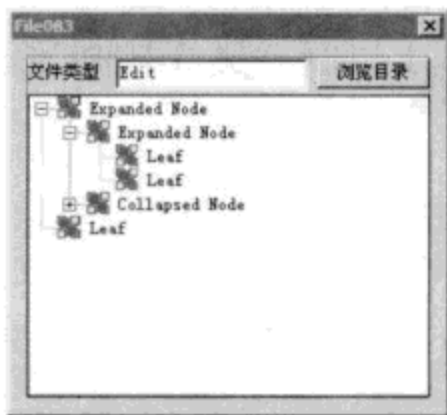 File083
文件类型 Edit 浏览目录
Expanded Node
Expanded Node
Leaf
Leaf
Collapsed Node
Leaf